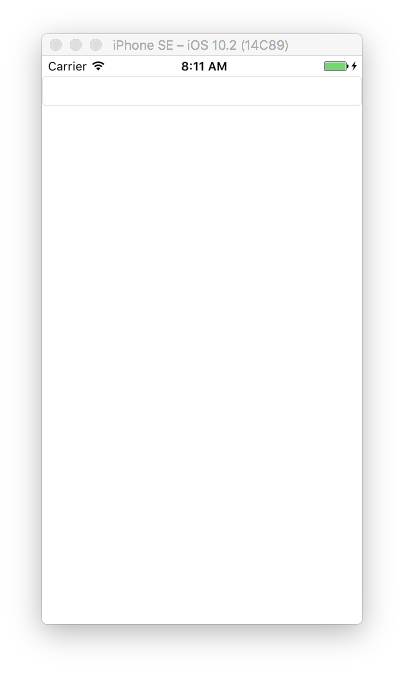 iPhone SE – iOS 10.2 (14C89)
Carrier 8:11 AM